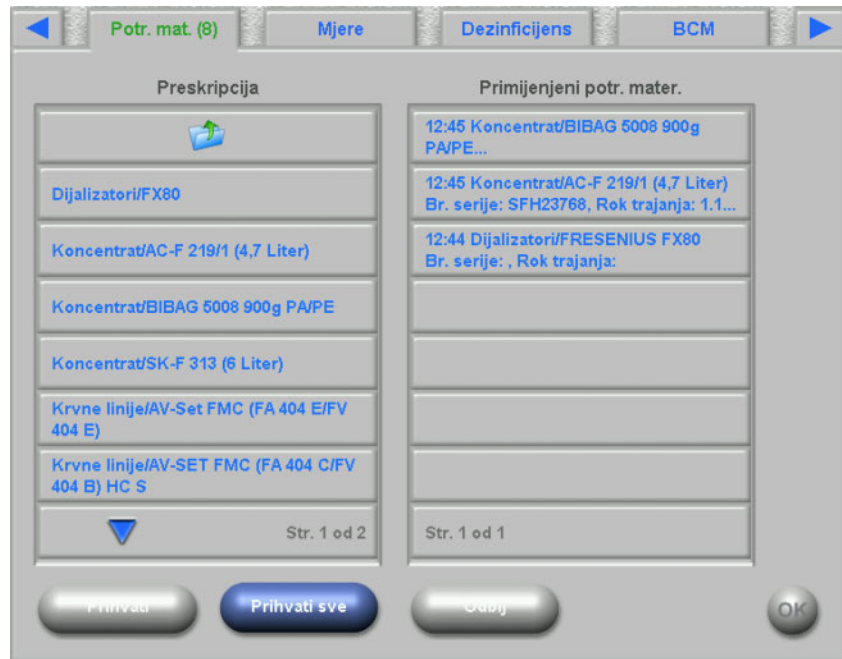 Potr. mat. (8)
Mjere
Dezinficijens
BCM
Preskripcija
Dijalizatori/FX80
Koncentrat/AC-F 219/1 (4,7 Liter)
Koncentrat/BIBAG 5008 900g PA/PE
Koncentrat/SK-F 313 (6 Liter)
Krvne linije/AV-Set FMC (FA 404 E/FV
404 E)
Krvne linije/AV-SET FMC (FA 404 C/FV
404 B) HC S
Str. 1 od 2
Primijenjeni potr. mater.
12:45 Koncentrat/BIBAG 5008 900g
PA/PE...
12:45 Koncentrat/AC-F 219/1 (4,7 Liter)
Br. serije: SFH23768, Rok trajanja: 1.1...
12:44 Dijalizatori/FRESENIUS FX80
Br. serije: , Rok trajanja:
Str. 1 od 1
Prihvati
Prihvati sve
Odbij
OK